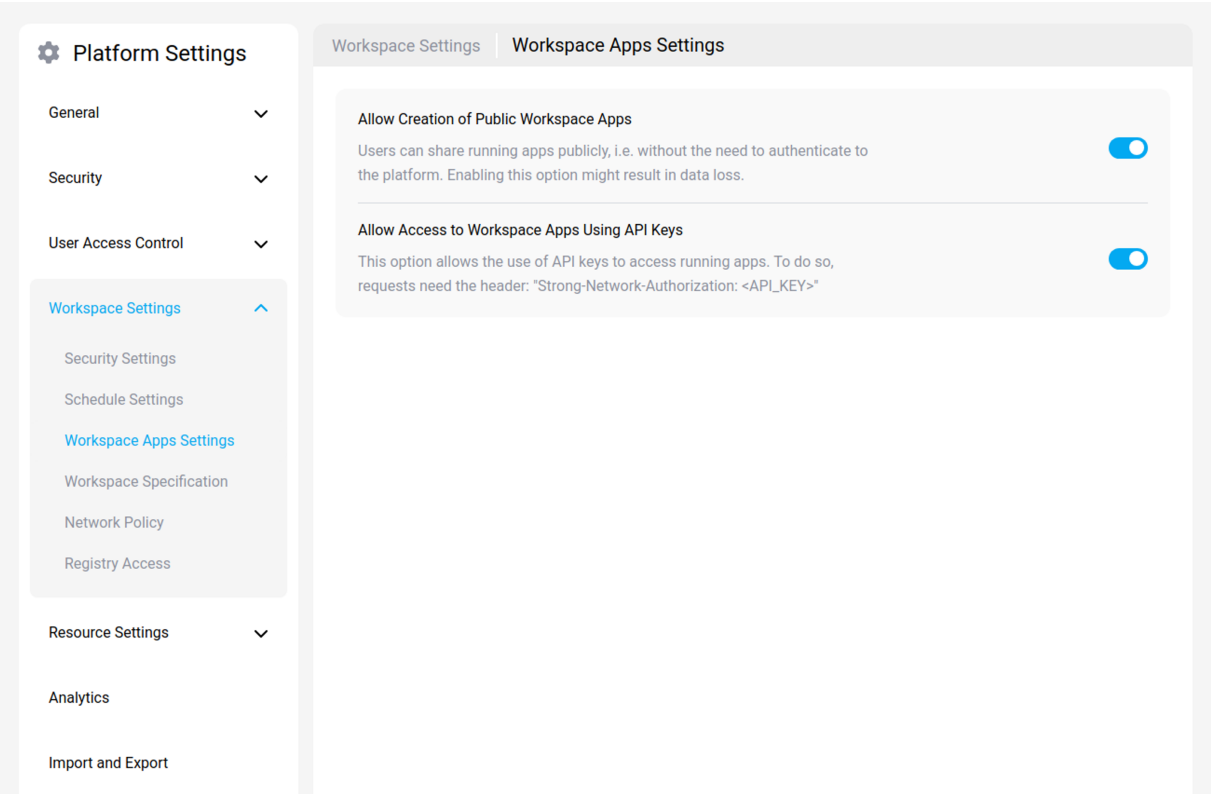 Platform Settings
General
Security
User Access Control
Workspace Settings
Security Settings
Schedule Settings
Workspace Apps Settings
Workspace Specification
Network Policy
Registry Access
Resource Settings
Analytics
Import and Export
Workspace Settings Workspace Apps Settings
Allow Creation of Public Workspace Apps
Users can share running apps publicly, i.e. without the need to authenticate to
the platform. Enabling this option might result in data loss.
Allow Access to Workspace Apps Using API Keys
This option allows the use of API keys to access running apps. To do so,
requests need the header: "Strong-Network-Authorization: <API_KEY>"